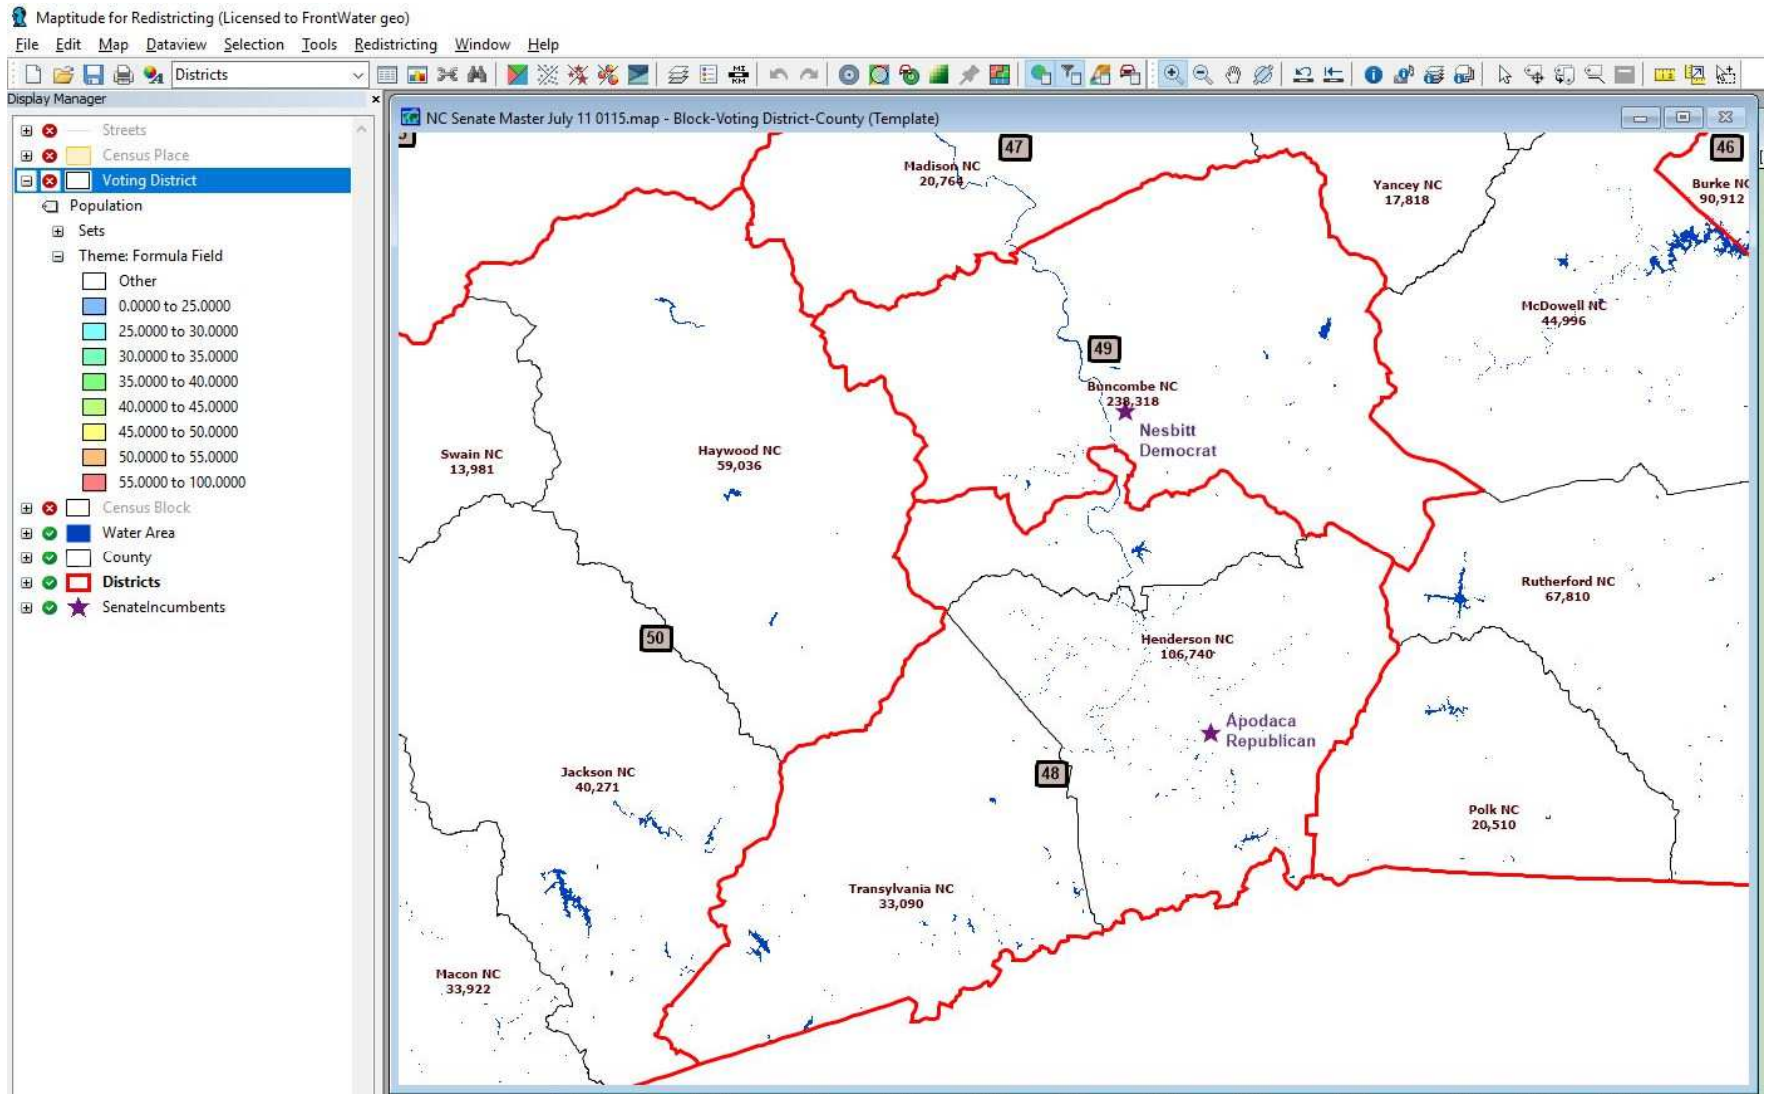 Maptitude for Redistricting (Licensed to FrontWater geo)
File Edit Map Dataview Selection Tools Redistricting Window Help
Districts
MI
KM
Display Manager
Streets
Census Place
Voting District
Population
Sets
Theme: Formula Field
Other
0.0000 to 25.0000
25.0000 to 30.0000
30.0000 to 35.0000
35.0000 to 40.0000
40.0000 to 45.0000
45.0000 to 50.0000
50.0000 to 55.0000
55.0000 to 100.0000
Census Block
Water Area
County
Districts
SenateIncumbents
NC Senate Master July 11 0115.map - Block-Voting District-County (Template)
47
46
Madison NC
20,764
Yancey NC
17,818
Burke NC
90,912
McDowell NC
44,996
49
Buncombe NC
238,318
Nesbitt
Democrat
Swain NC
13,981
Haywood NC
59,036
Rutherford NC
67,810
50
Henderson NC
106,740
Apodaca
Republican
48
Jackson NC
40,271
Polk NC
20,510
Transylvania NC
33,090
Macon NC
33,922